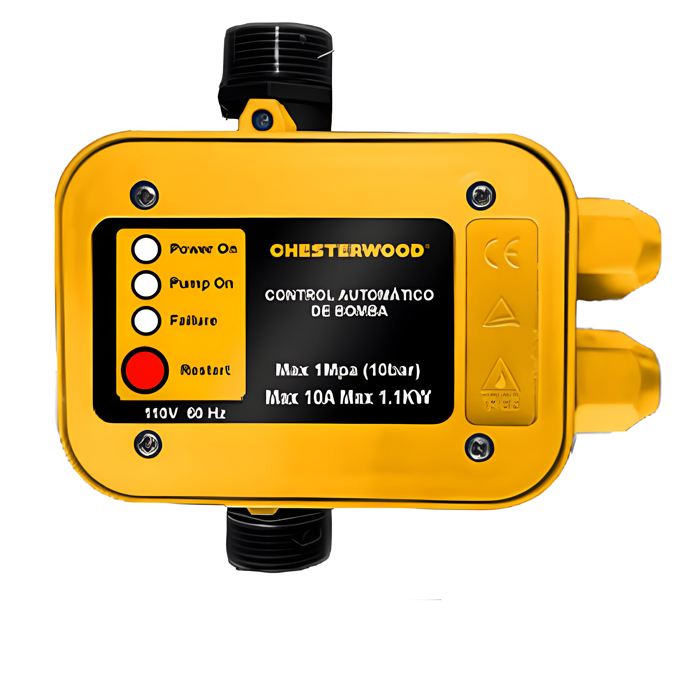 Power On
Pump On
Failure
Restart
110V 60 Hz
CHESTERWOOD
CONTROL AUTOMÁTICO
DE BOMBA
Max 1Mpa (10bar)
Max 10A Max 1.1KW
CE